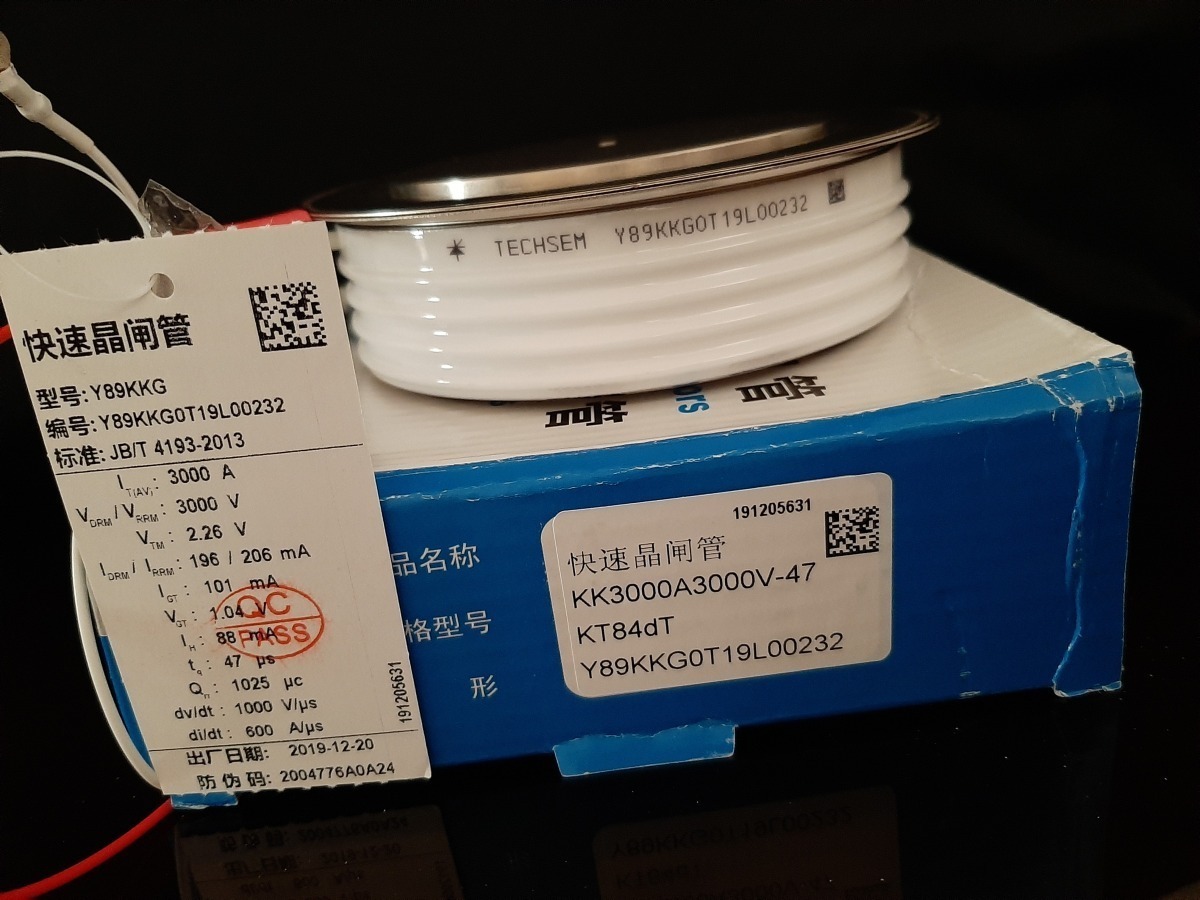 TECHSEM Y89KKG0T19L00232
快速晶闸管
型号: Y89KKG
编号: Y89KKG0T19L00232
标准: JB/T 4193-2013
IT(AV): 3000 A
VDRM/VRRM: 3000 V
VTM: 2.26 V
IDRM/IRRM: 196 / 206 mA
IGT: 101 mA
VGT: 1.04 V
IH: 88 mA
tq: 47 µs
Qrr: 1025 µc
dv/dt: 1000 V/µs
di/dt: 600 A/µs
QC
PASS
191205631
出厂日期: 2019-12-20
防伪码: 2004776A0A24
管
ors
管
品名称
格型号
形
191205631
快速晶闸管
KK3000A3000V-47
KT84dT
Y89KKG0T19L00232